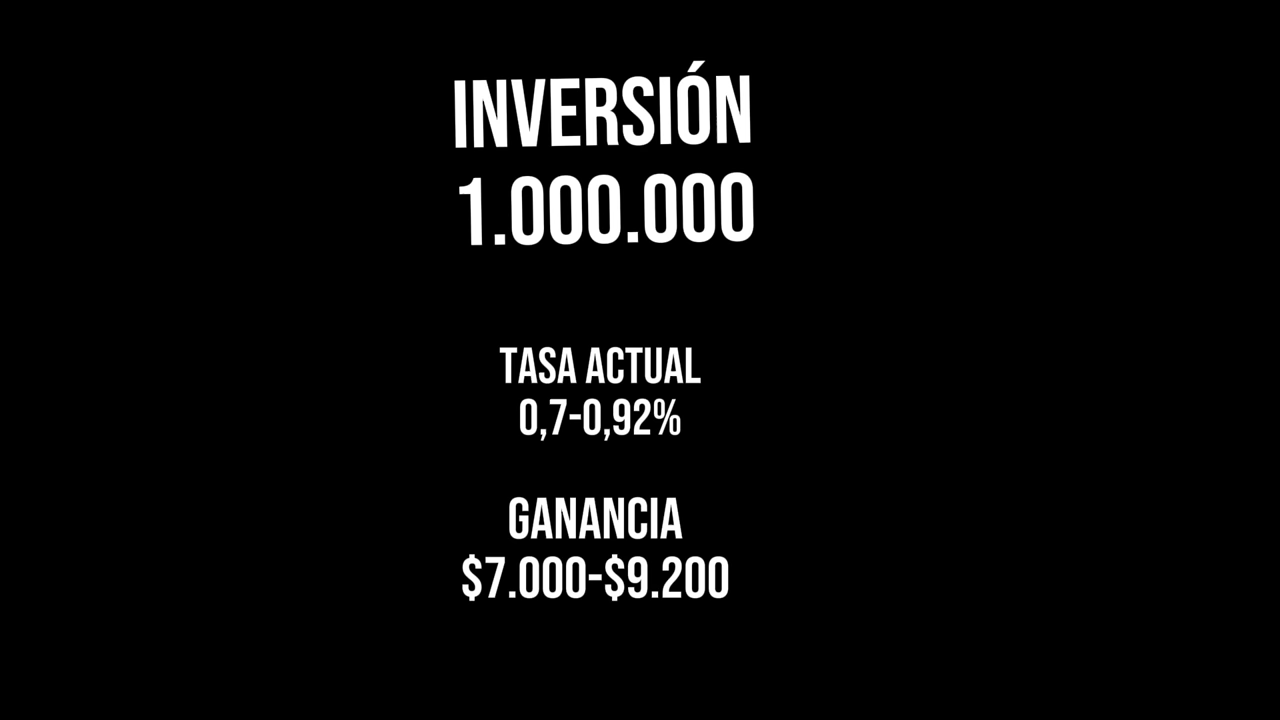 INVERSIÓN
1.000.000
TASA ACTUAL
0,7-0,92%
GANANCIA
$7.000-$9.200